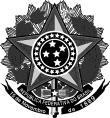 REPÚBLICA FEDERATIVA DO BRASIL
15 de Novembro de 1889